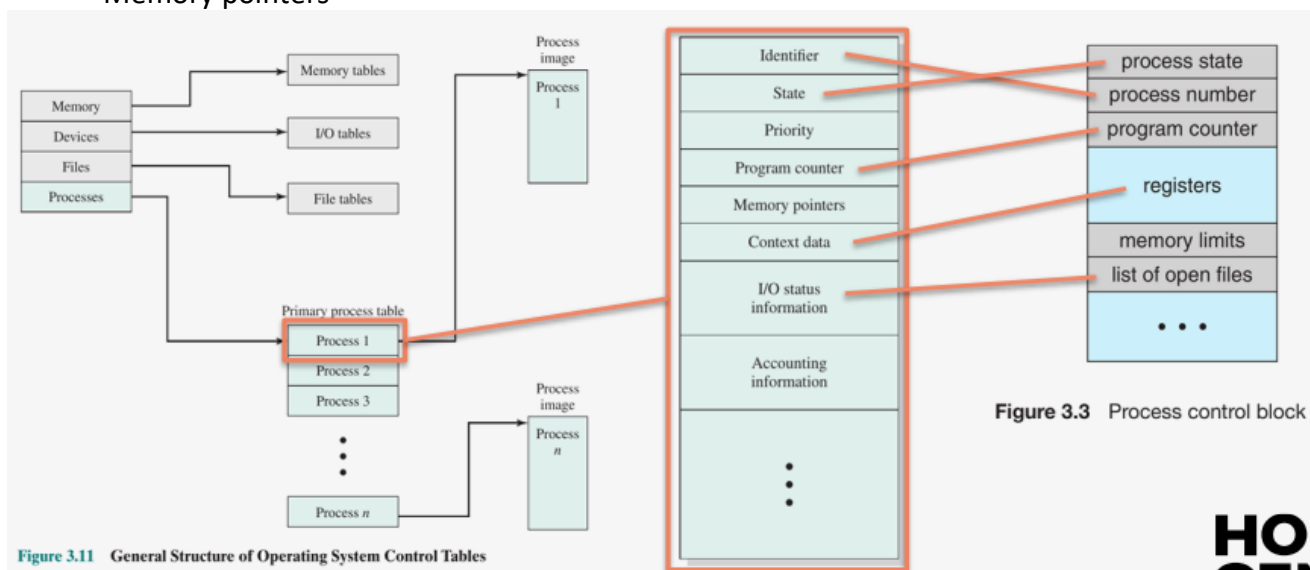 Memory pointers
Memory
Devices
Files
Processes
Memory tables
I/O tables
File tables
Primary process table
Process 1
Process 2
Process 3
Process n
Process
image
Process
1
Process
image
Process
n
Figure 3.11 General Structure of Operating System Control Tables
Identifier
State
Priority
Program counter
Memory pointers
Context data
I/O status
information
Accounting
information
process state
process number
program counter
registers
memory limits
list of open files
Figure 3.3 Process control block
HO